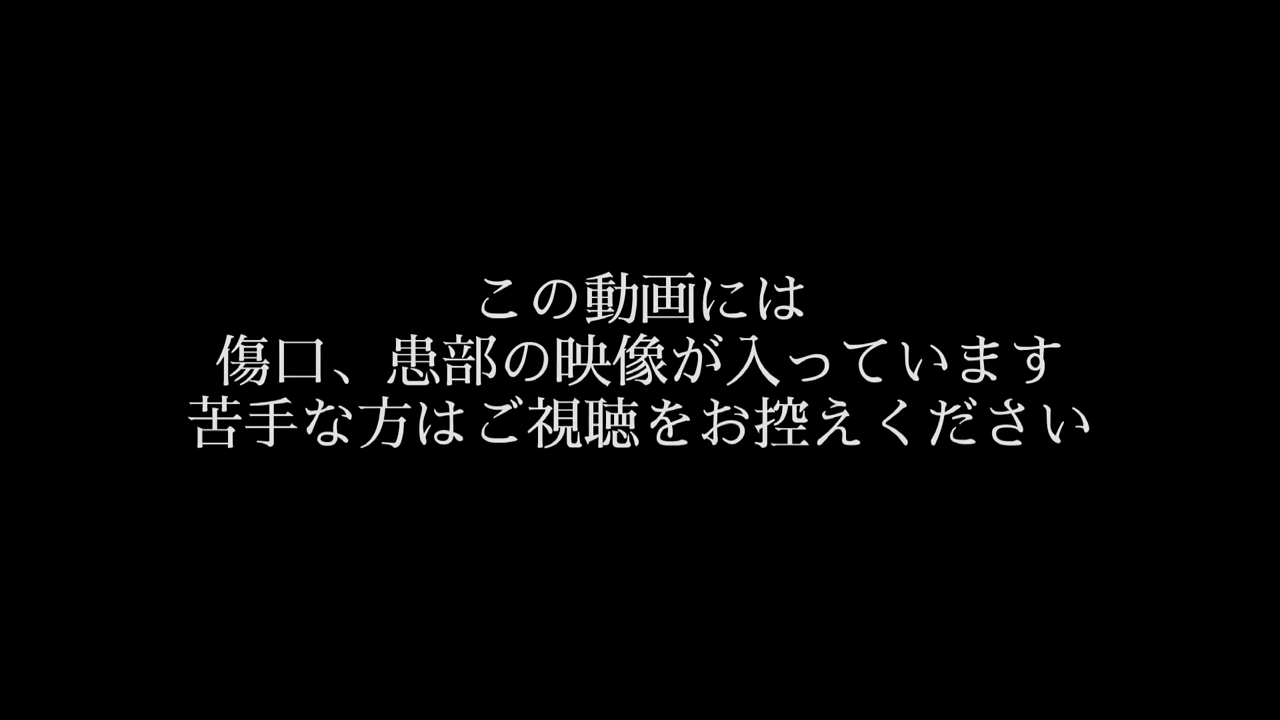 この動画には
傷口、患部の映像が入っています
苦手な方はご視聴をお控えください